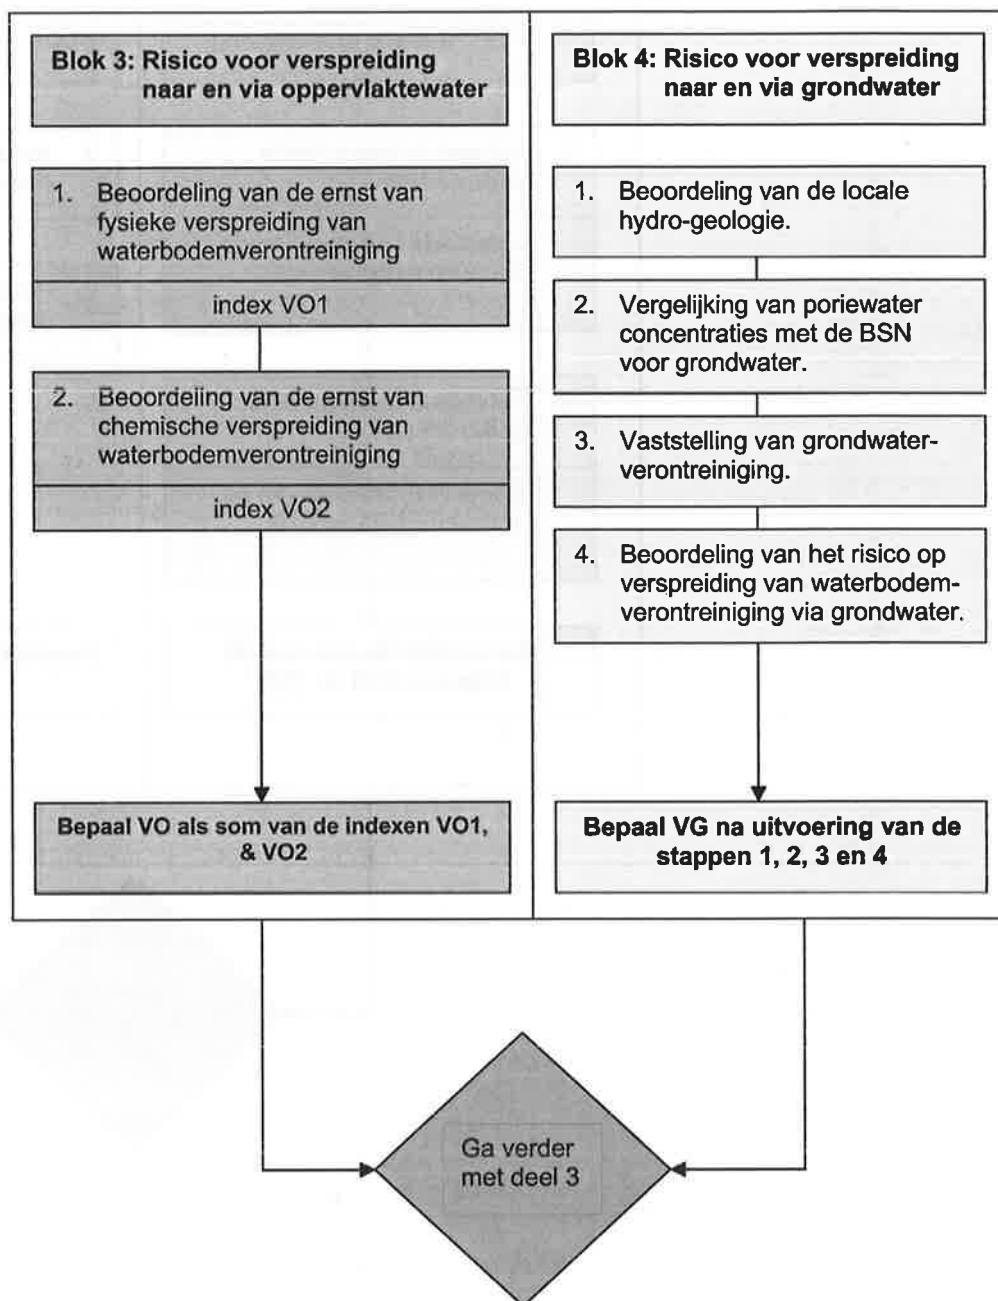 Blok 3: Risico voor verspreiding
naar en via oppervlaktewater
1. Beoordeling van de ernst van
fysieke verspreiding van
waterbodemverontreiniging
index VO1
2. Beoordeling van de ernst van
chemische verspreiding van
waterbodemverontreiniging
index VO2
Bepaal VO als som van de indexen VO1,
& VO2
Blok 4: Risico voor verspreiding
naar en via grondwater
1. Beoordeling van de locale
hydro-geologie.
2. Vergelijking van poriewater
concentraties met de BSN
voor grondwater.
3. Vaststelling van grondwater-
verontreiniging.
4. Beoordeling van het risico op
verspreiding van waterbodem-
verontreiniging via grondwater.
Bepaal VG na uitvoering van de
stappen 1, 2, 3 en 4
Ga verder
met deel 3